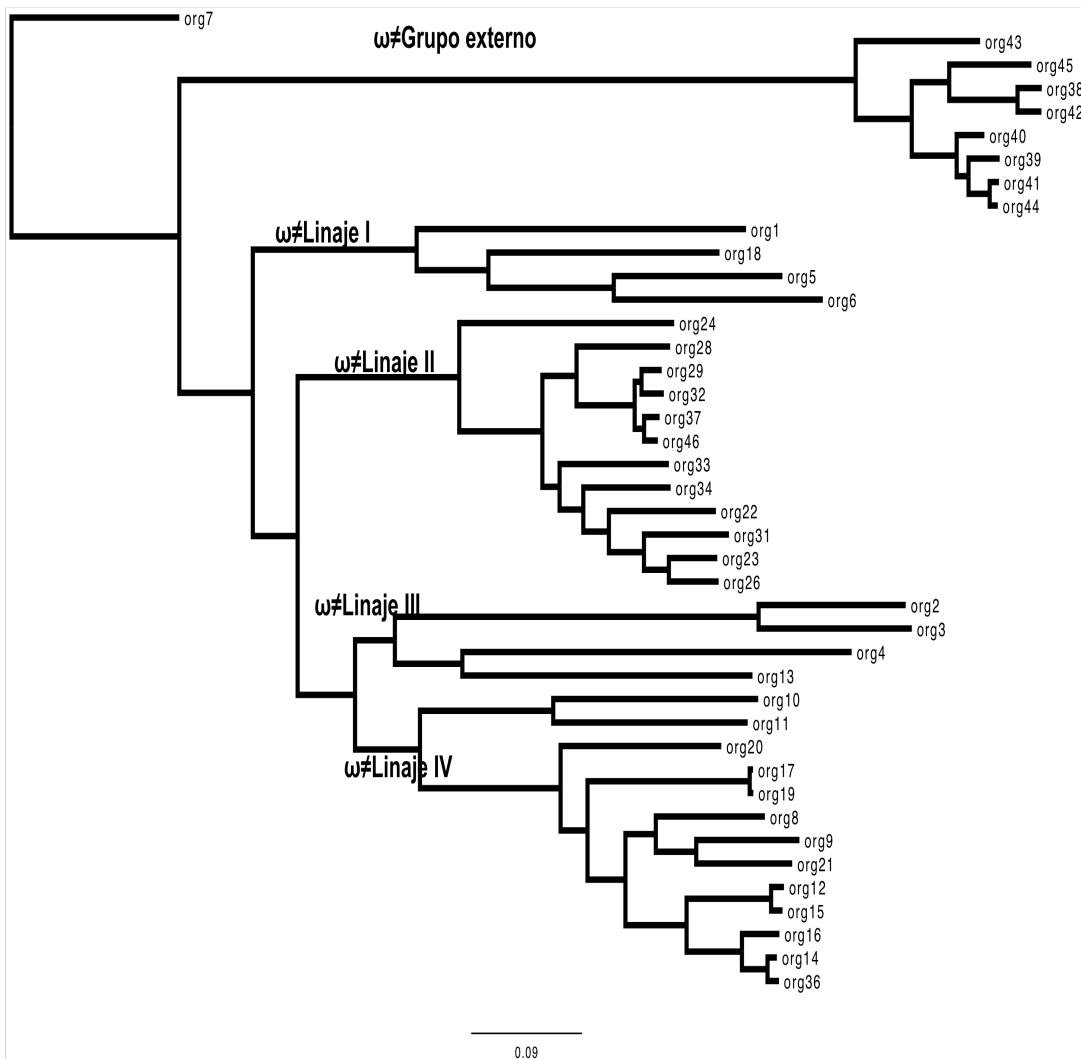 org7
ω≠Grupo externo
org43
org45
org38
org42
org40
org39
org41
org44
ω≠Linaje I
org1
org18
org5
org6
org24
org28
ω≠Linaje II
org29
org32
org37
org46
org33
org34
org22
org31
org23
org26
ω≠Linaje III
org2
org3
org4
org13
org10
org11
org20
ω≠Linaje IV
org17
org19
org8
org9
org21
org12
org15
org16
org14
org36
0.09